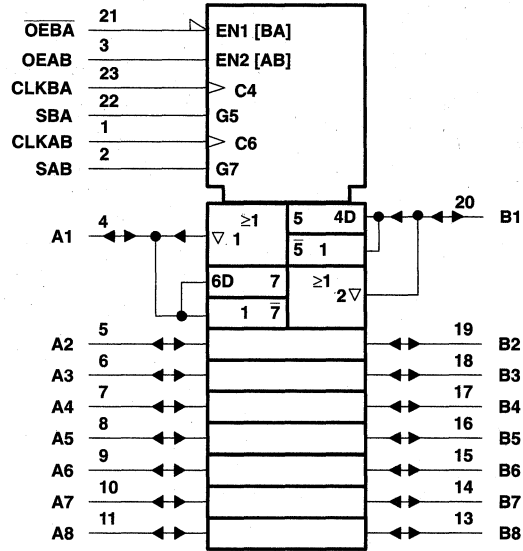 O̅E̅B̅A̅ 21 EN1 [BA]
OEAB 3 EN2 [AB]
CLKBA 23 C4
SBA 22 G5
CLKAB 1 C6
SAB 2 G7
A1 4 ≥1 5 4D 20 B1
▽ 1 5̅ 1
6D 7 ≥1
1 7̅ 2▽
A2 5 19 B2
A3 6 18 B3
A4 7 17 B4
A5 8 16 B5
A6 9 15 B6
A7 10 14 B7
A8 11 13 B8